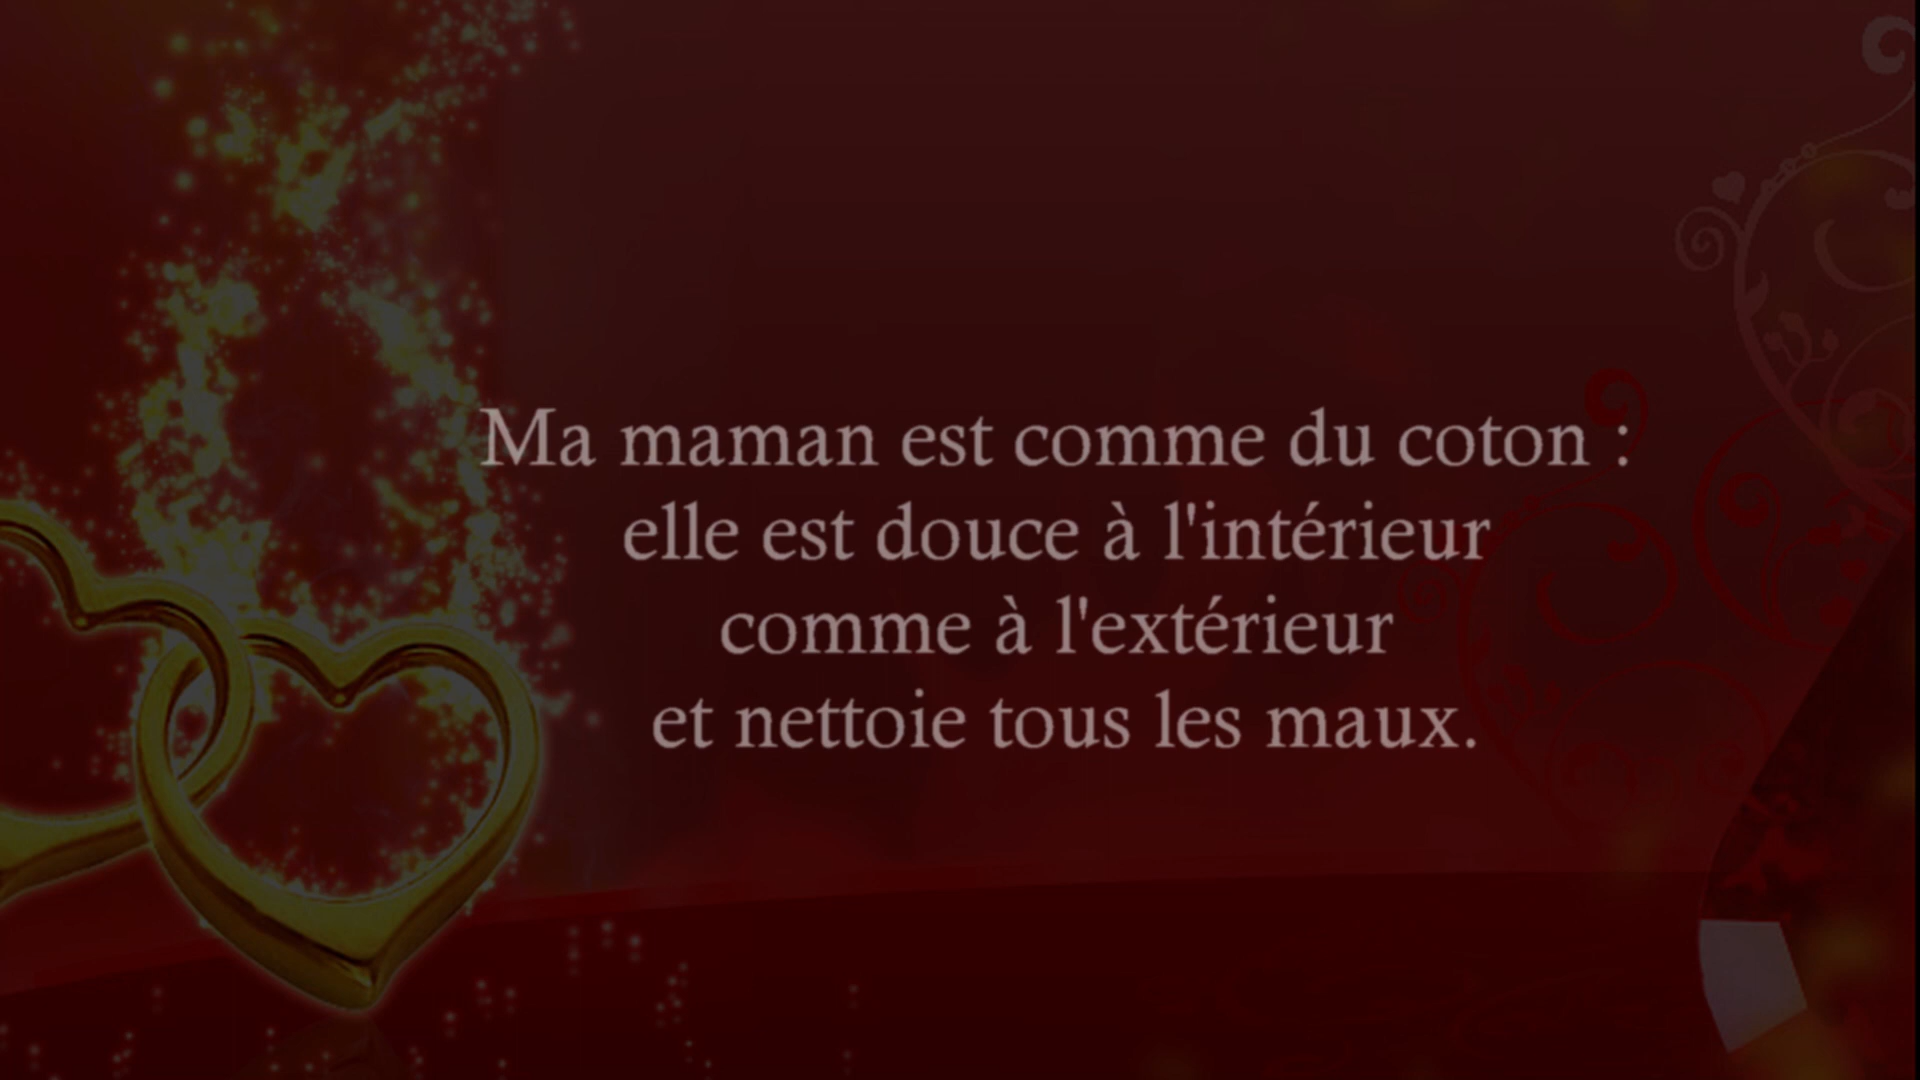 Ma maman est comme du coton :
elle est douce à l'intérieur
comme à l'extérieur
et nettoie tous les maux.